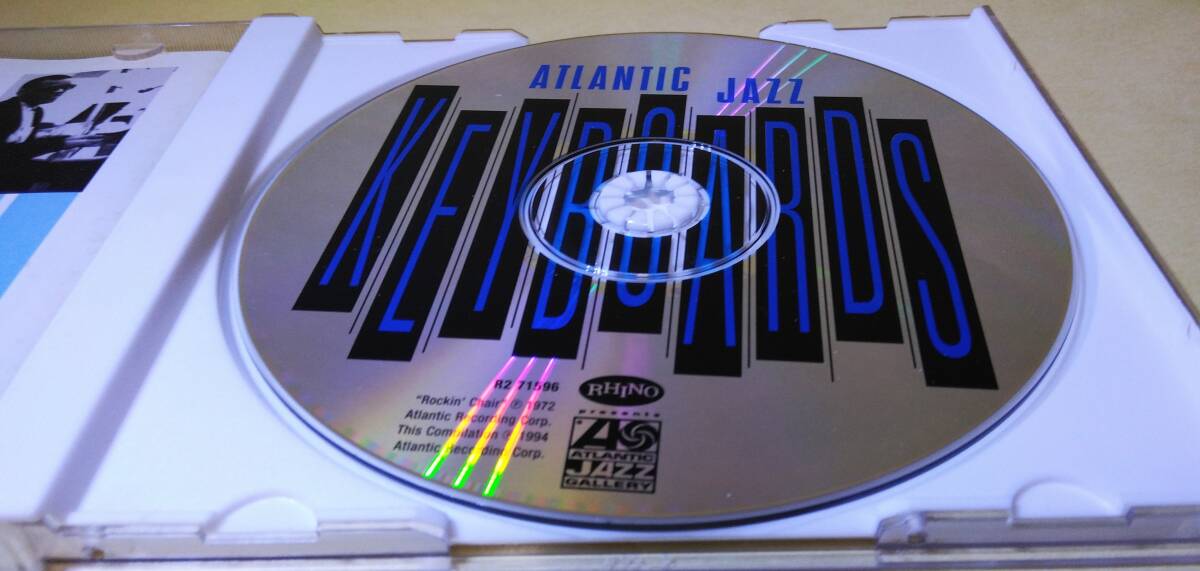 ATLANTIC JAZZ
KEYBOARDS
R2 71596
"Rockin' Chair" ℗ 1972
Atlantic Recording Corp.
This Compilation ℗ 1994
Atlantic Recording Corp.
RHINO
presents
ATLANTIC
JAZZ
GALLERY